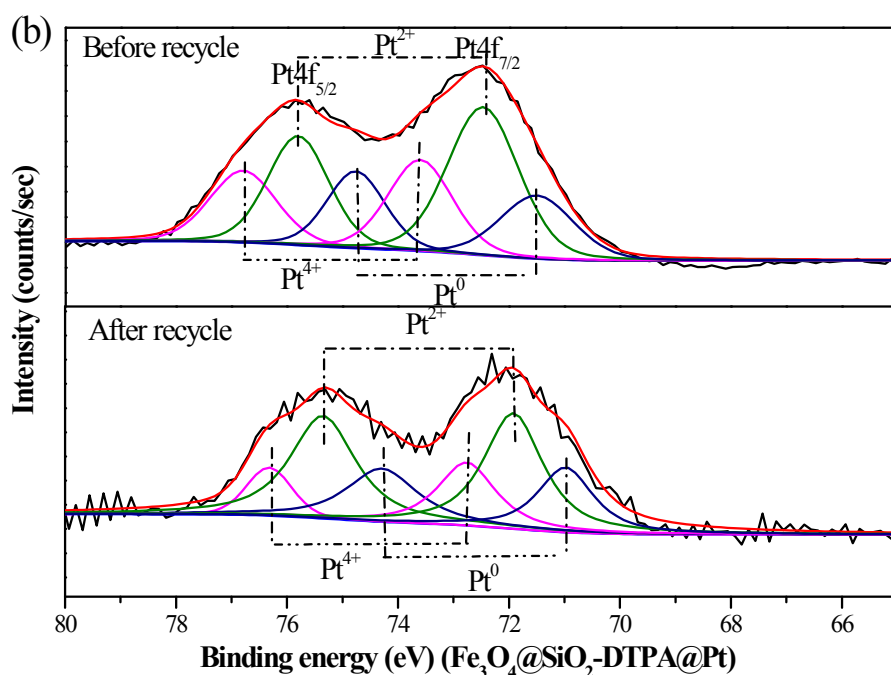 (b)
Before recycle
Pt²⁺
Pt4f₅/₂
Pt4f₇/₂
Pt⁴⁺
Pt⁰
After recycle
Pt²⁺
Pt⁴⁺
Pt⁰
Intensity (counts/sec)
80 78 76 74 72 70 68 66
Binding energy (eV) (Fe₃O₄@SiO₂-DTPA@Pt)